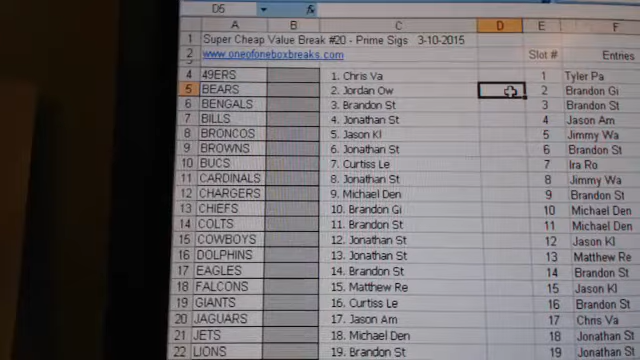 D5
A B C D E F
1 Super Cheap Value Break #20 - Prime Sigs 3-10-2015
2 www.oneofoneboxbreaks.com Slot # Entries
3
4 49ERS 1. Chris Va 1 Tyler Pa
5 BEARS 2. Jordan Ow 2 Brandon Gi
6 BENGALS 3. Brandon St 3 Brandon St
7 BILLS 4. Jonathan St 4 Jason Am
8 BRONCOS 5. Jason Kl 5 Jimmy Wa
9 BROWNS 6. Jonathan St 6 Brandon St
10 BUCS 7. Curtiss Le 7 Ira Ro
11 CARDINALS 8. Jonathan St 8 Jimmy Wa
12 CHARGERS 9. Michael Den 9 Brandon St
13 CHIEFS 10. Brandon Gi 10 Michael Den
14 COLTS 11. Brandon St 11 Michael Den
15 COWBOYS 12. Jonathan St 12 Jason Kl
16 DOLPHINS 13. Jonathan St 13 Matthew Re
17 EAGLES 14. Brandon St 14 Brandon St
18 FALCONS 15. Matthew Re 15 Jason Kl
19 GIANTS 16. Curtiss Le 16 Brandon St
20 JAGUARS 17. Jason Am 17 Chris Va
21 JETS 18. Michael Den 18 Jonathan St
22 LIONS 19. Brandon St 19 Jonathan St